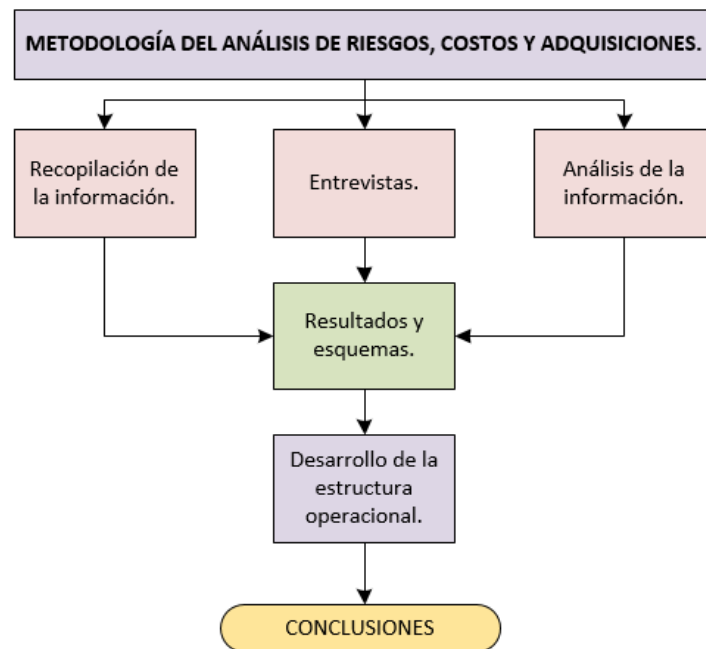 METODOLOGÍA DEL ANÁLISIS DE RIESGOS, COSTOS Y ADQUISICIONES.
Recopilación de
la información.
Entrevistas.
Análisis de la
información.
Resultados y
esquemas.
Desarrollo de la
estructura
operacional.
CONCLUSIONES